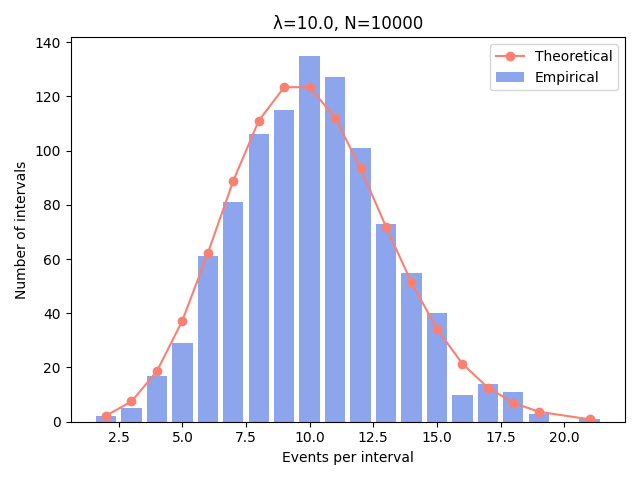 λ=10.0, N=10000
140
120
100
80
60
40
20
0
Number of intervals
Theoretical
Empirical
2.5 5.0 7.5 10.0 12.5 15.0 17.5 20.0
Events per interval